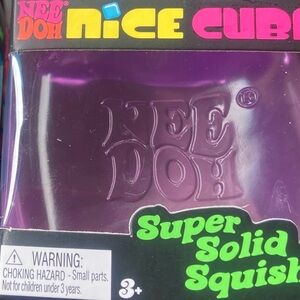 NEE DOH NICE CUB
NEE
DOH
Super
Solid
Squish
WARNING:
CHOKING HAZARD - Small parts.
Not for children under 3 years.
3+